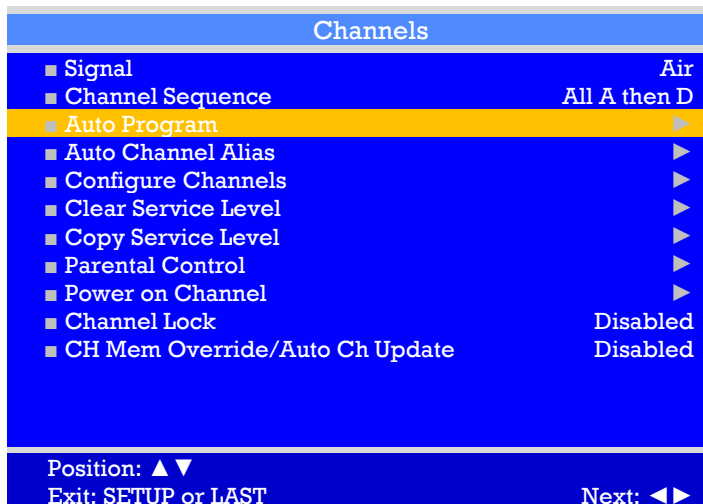 Channels
■ Signal Air
■ Channel Sequence All A then D
■ Auto Program ►
■ Auto Channel Alias ►
■ Configure Channels ►
■ Clear Service Level ►
■ Copy Service Level ►
■ Parental Control ►
■ Power on Channel ►
■ Channel Lock Disabled
■ CH Mem Override/Auto Ch Update Disabled
Position: ▲▼
Exit: SETUP or LAST Next: ◄►